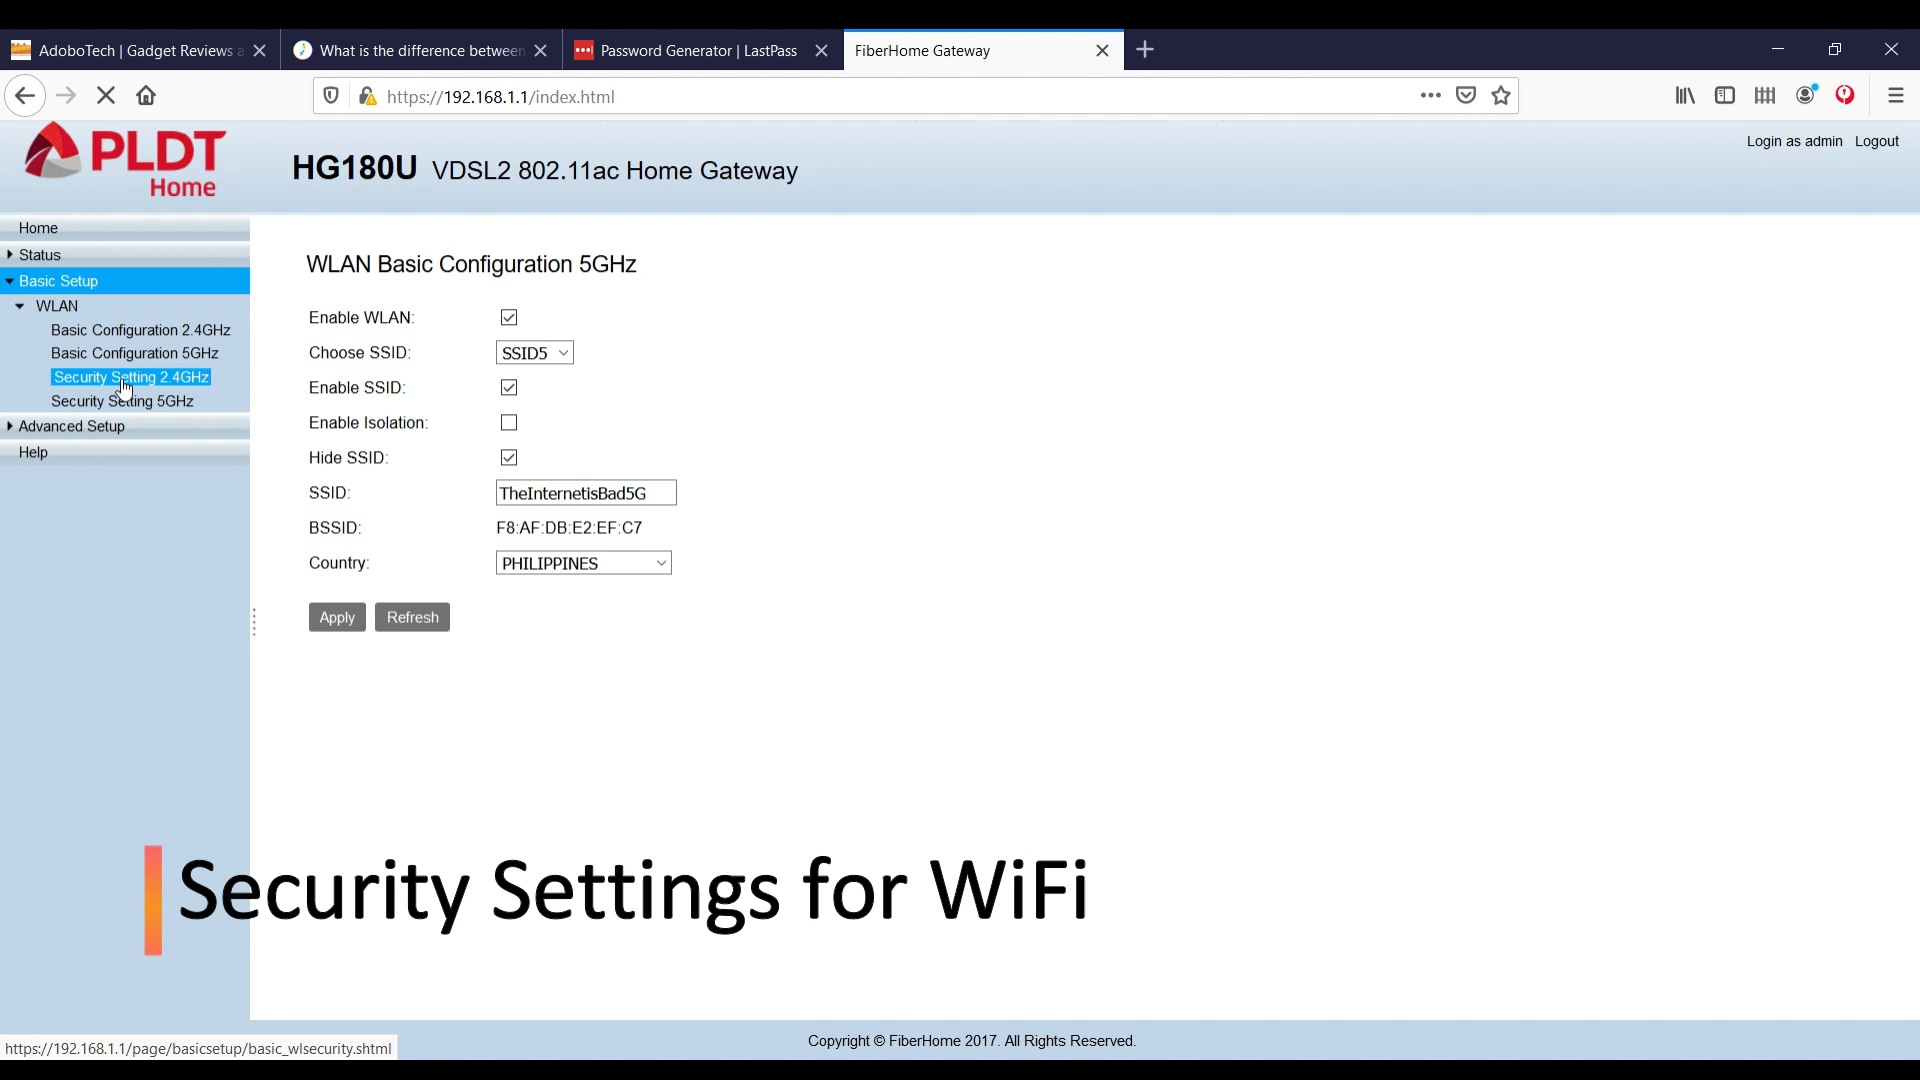 AdoboTech | Gadget Reviews a
What is the difference between
Password Generator | LastPass
FiberHome Gateway
https://192.168.1.1/index.html
PLDT
Home
HG180U VDSL2 802.11ac Home Gateway
Login as admin Logout
Home
Status
Basic Setup
WLAN
Basic Configuration 2.4GHz
Basic Configuration 5GHz
Security Setting 2.4GHz
Security Setting 5GHz
Advanced Setup
Help
WLAN Basic Configuration 5GHz
Enable WLAN:
Choose SSID: SSID5
Enable SSID:
Enable Isolation:
Hide SSID:
SSID: TheInternetisBad5G
BSSID: F8:AF:DB:E2:EF:C7
Country: PHILIPPINES
Apply Refresh
Security Settings for WiFi
Copyright © FiberHome 2017. All Rights Reserved.
https://192.168.1.1/page/basicsetup/basic_wlsecurity.shtml